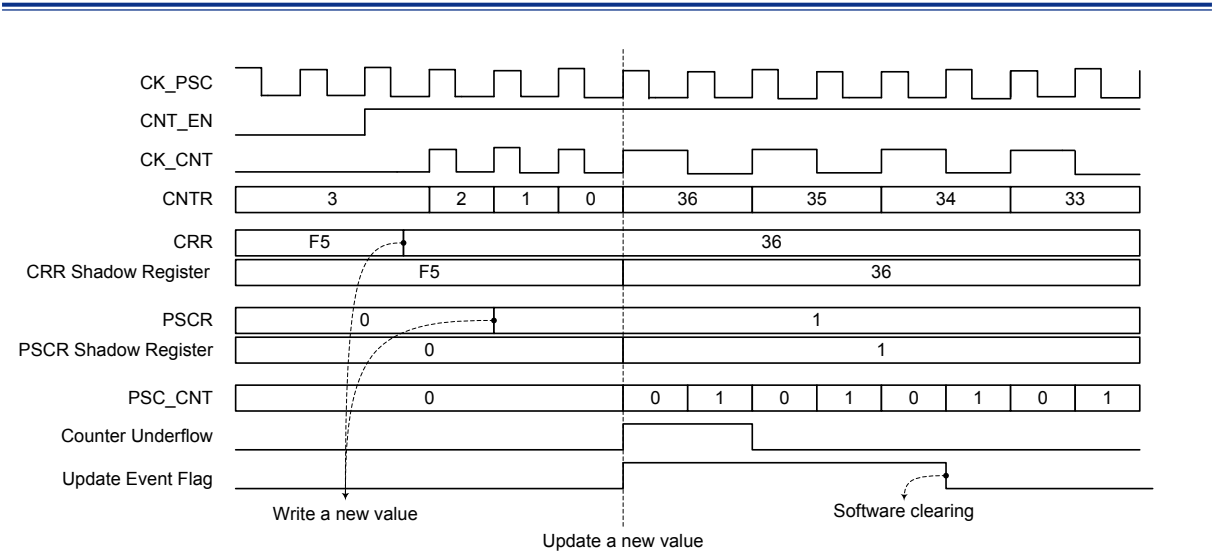 CK_PSC
CNT_EN
CK_CNT
CNTR 3 2 1 0 36 35 34 33
CRR F5 36
CRR Shadow Register F5 36
PSCR 0 1
PSCR Shadow Register 0 1
PSC_CNT 0 0 1 0 1 0 1 0 1
Counter Underflow
Update Event Flag
Write a new value Software clearing
Update a new value